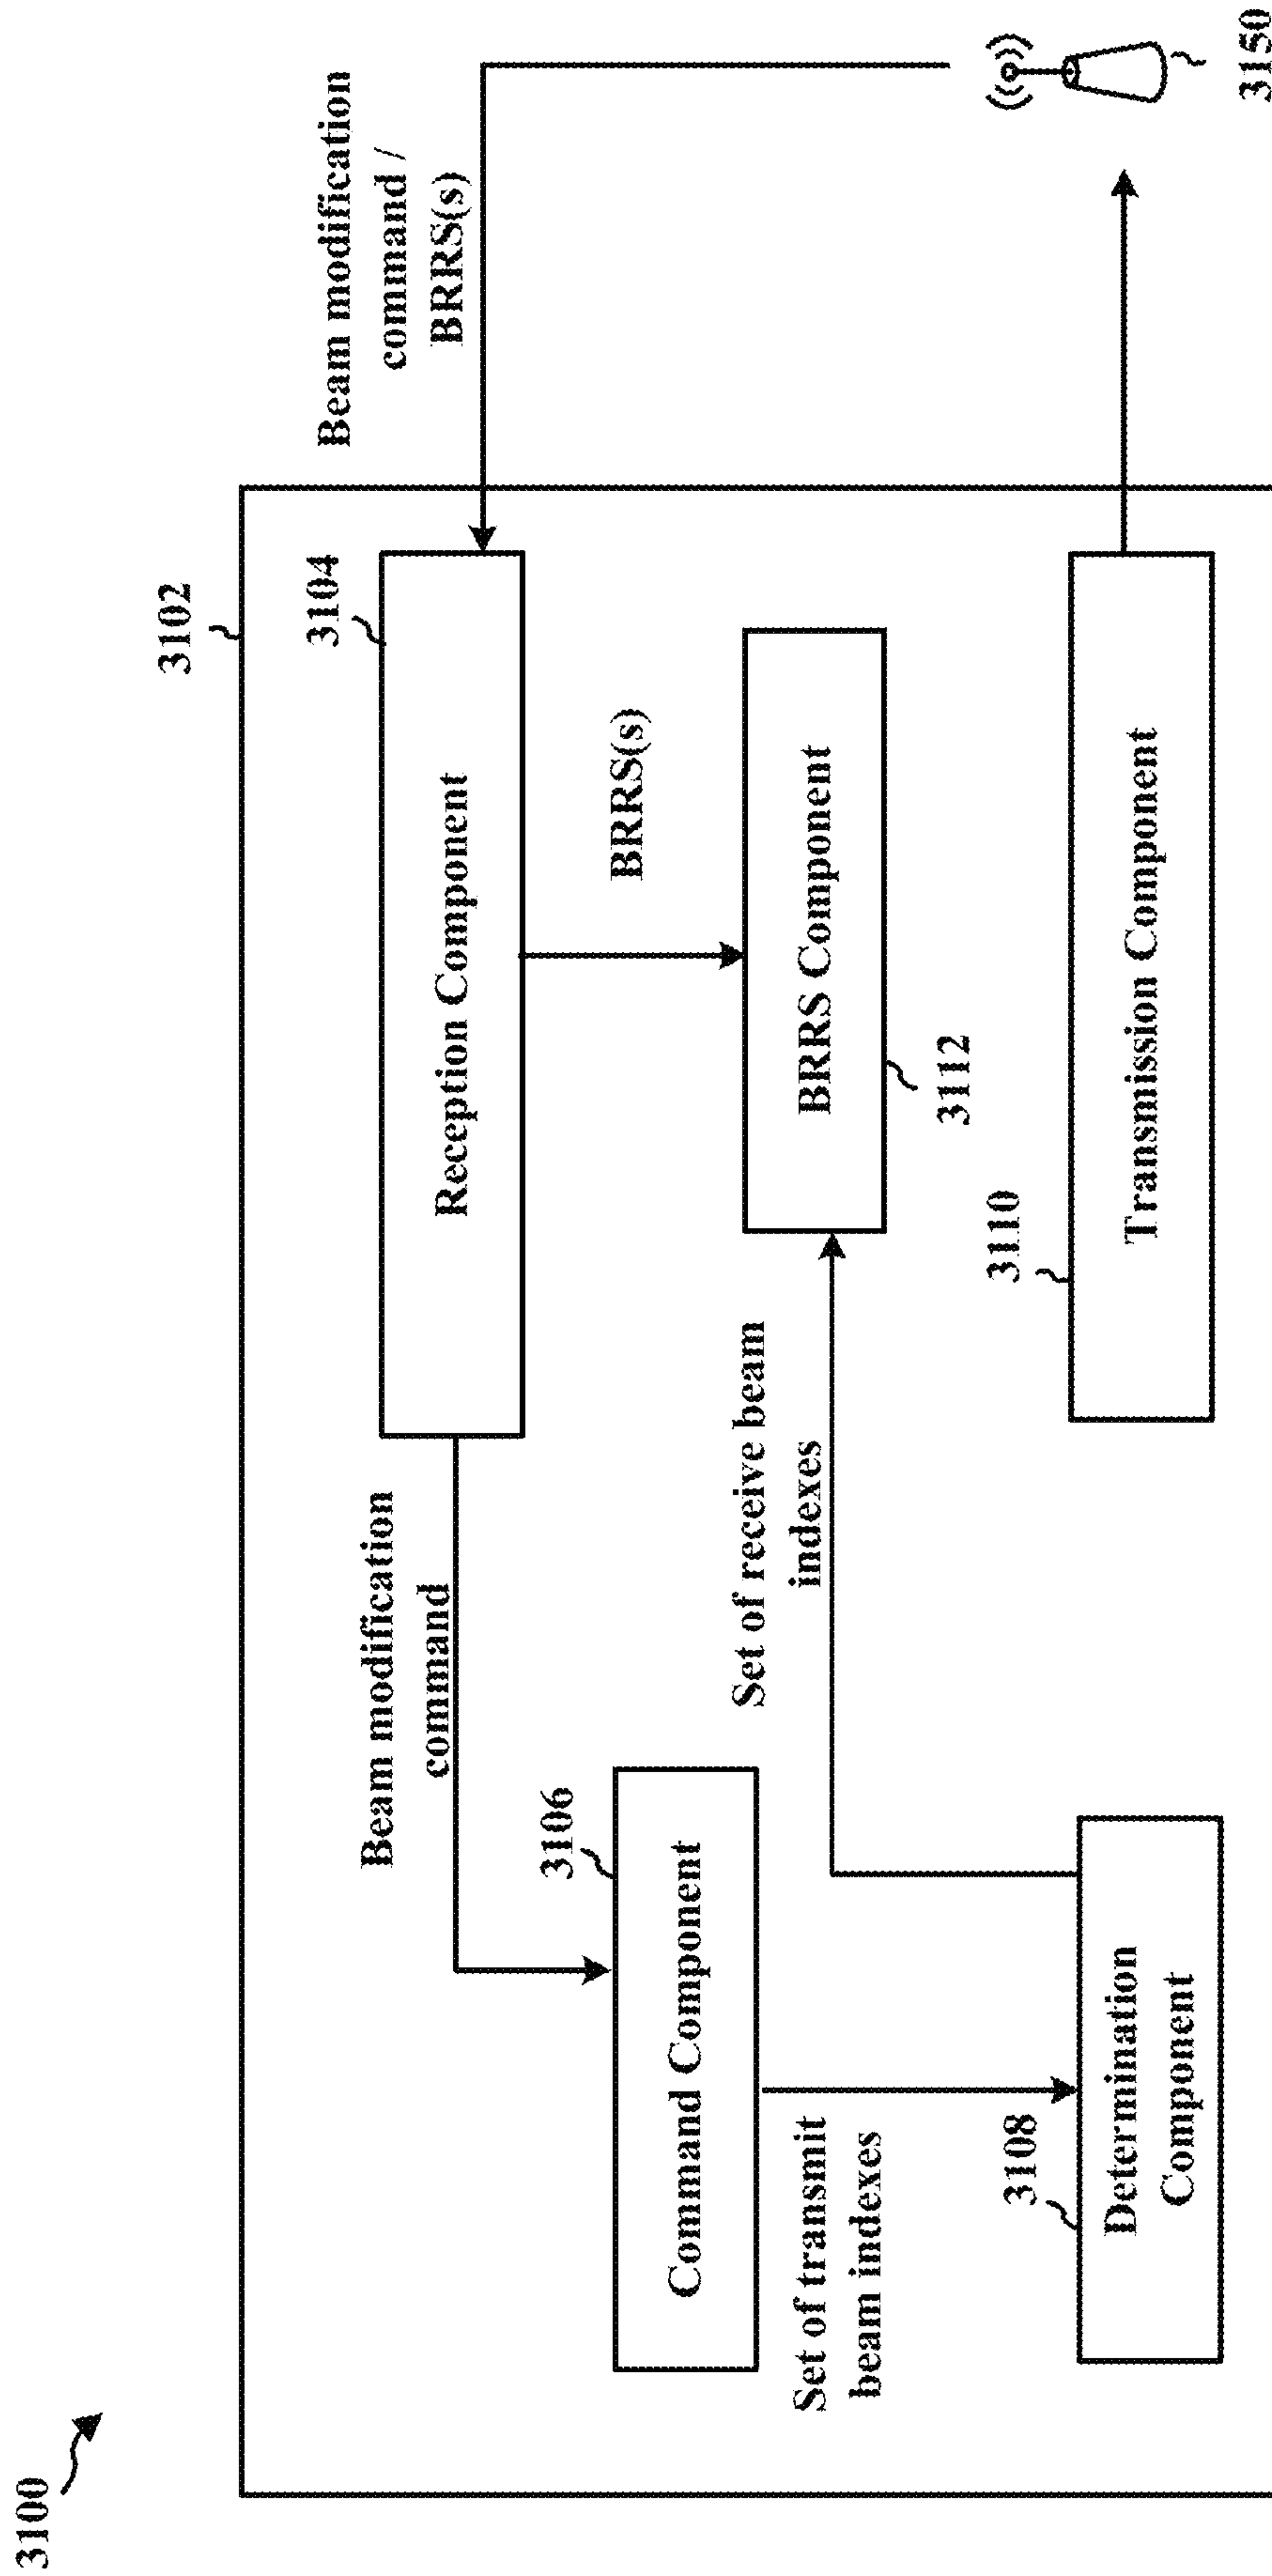 3100
3102
3104
Reception Component
Beam modification
command /
BRRS(s)
3150
Beam modification
command
BRRS(s)
3106
Command Component
BRRS Component
3112
Set of receive beam
indexes
Set of transmit
beam indexes
3108
Determination
Component
3110
Transmission Component